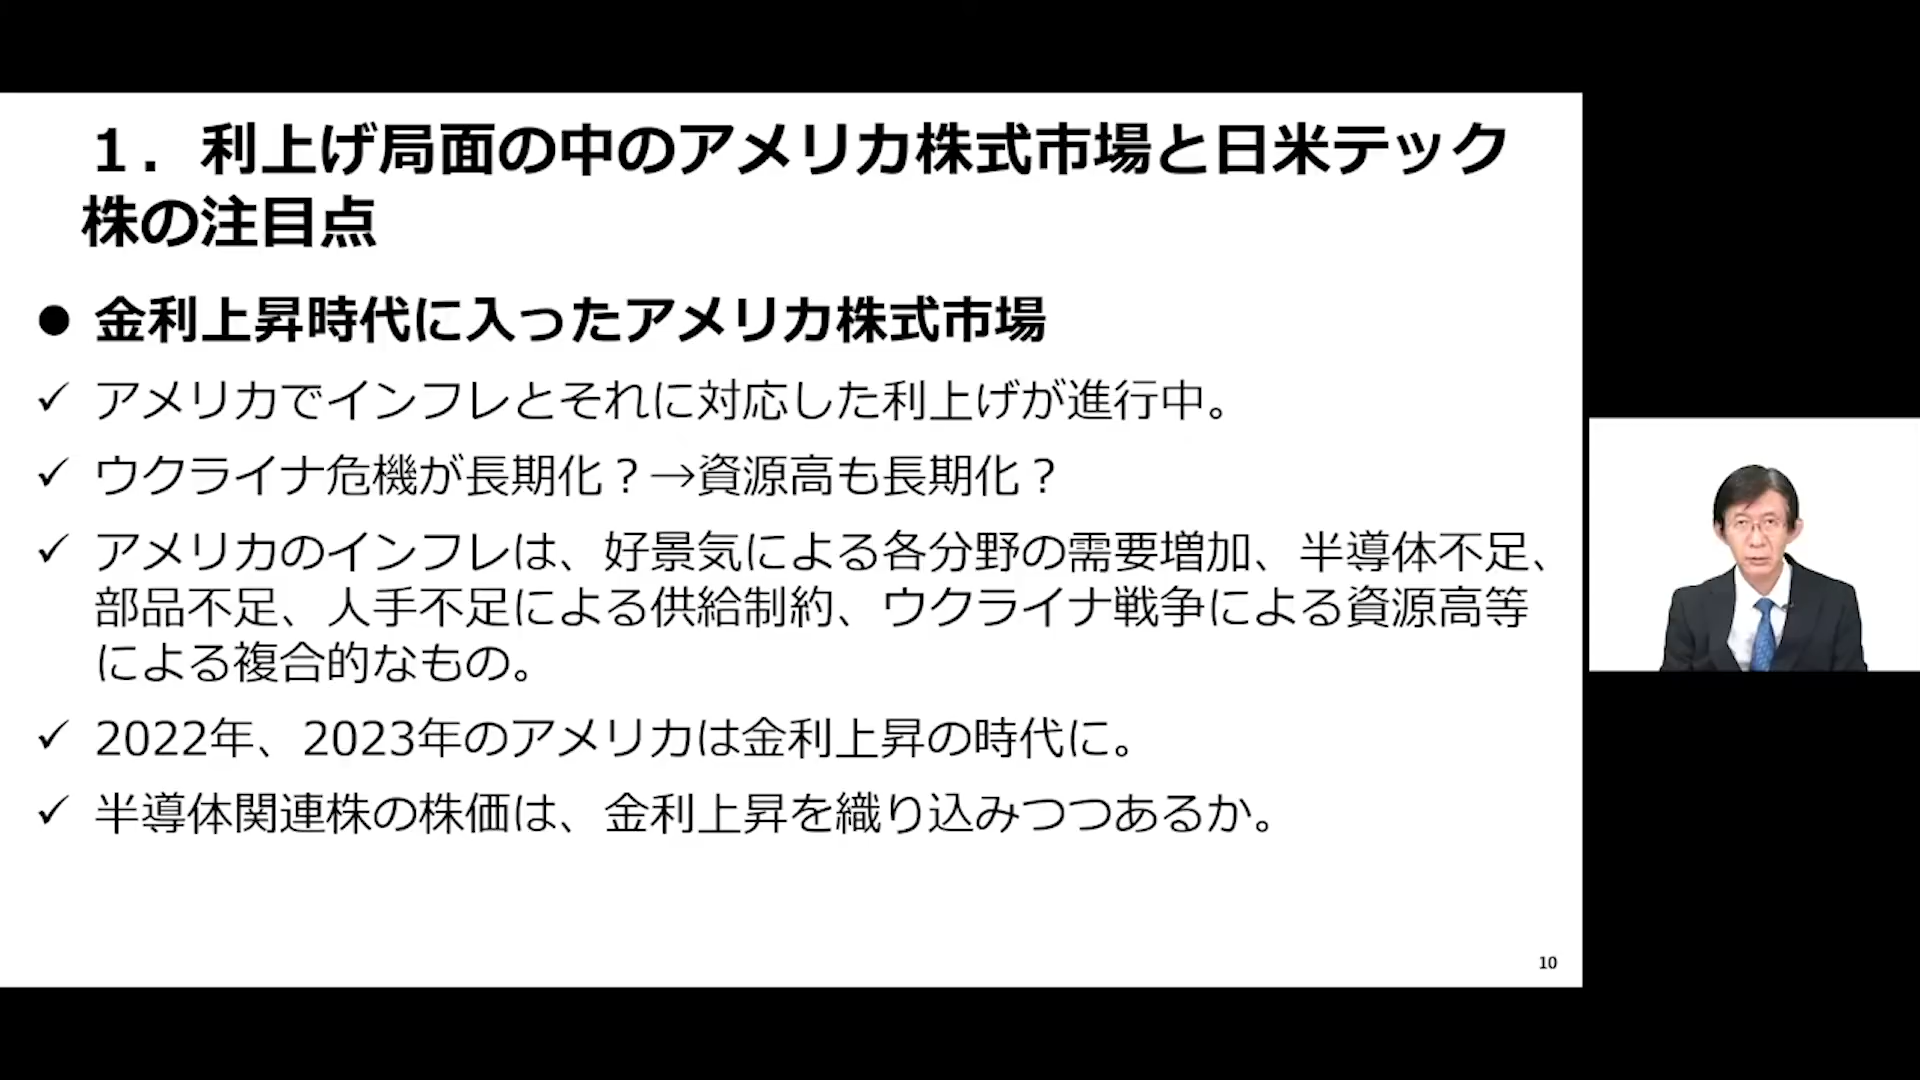 １．利上げ局面の中のアメリカ株式市場と日米テック
株の注目点
● 金利上昇時代に入ったアメリカ株式市場
✓ アメリカでインフレとそれに対応した利上げが進行中。
✓ ウクライナ危機が長期化？→資源高も長期化？
✓ アメリカのインフレは、好景気による各分野の需要増加、半導体不足、
部品不足、人手不足による供給制約、ウクライナ戦争による資源高等
による複合的なもの。
✓ 2022年、2023年のアメリカは金利上昇の時代に。
✓ 半導体関連株の株価は、金利上昇を織り込みつつあるか。
10